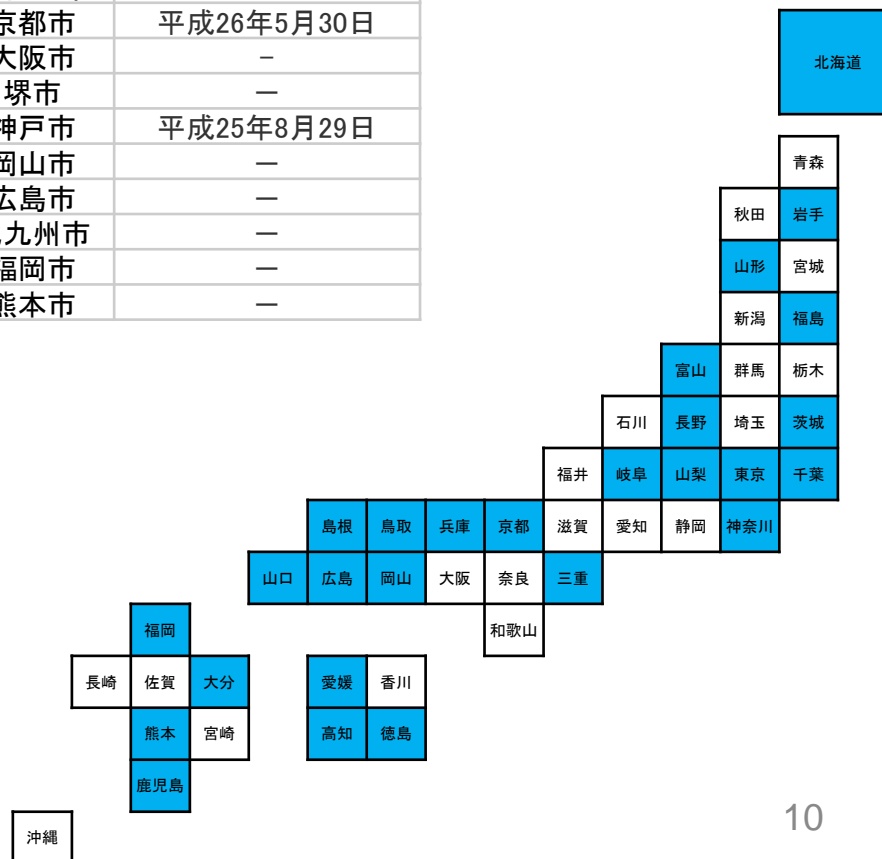 京都市 平成26年5月30日
大阪市 -
堺市 ―
神戸市 平成25年8月29日
岡山市 ―
広島市 ―
九州市 ―
福岡市 ―
熊本市 ―
北海道
青森
秋田 岩手
山形 宮城
新潟 福島
富山 群馬 栃木
石川 長野 埼玉 茨城
福井 岐阜 山梨 東京 千葉
島根 鳥取 兵庫 京都 滋賀 愛知 静岡 神奈川
山口 広島 岡山 大阪 奈良 三重
福岡 和歌山
長崎 佐賀 大分 愛媛 香川
熊本 宮崎 高知 徳島
鹿児島
沖縄
10